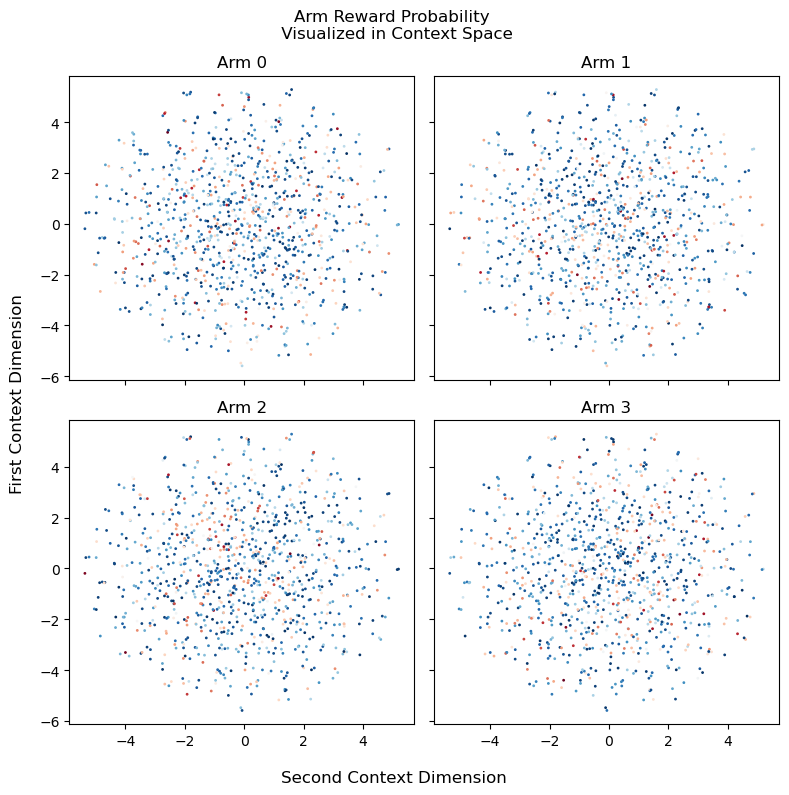 Arm Reward Probability
Visualized in Context Space
Arm 0
Arm 1
4
2
0
−2
−4
−6
Arm 2
Arm 3
4
2
0
−2
−4
−6
−4 −2 0 2 4
−4 −2 0 2 4
First Context Dimension
Second Context Dimension